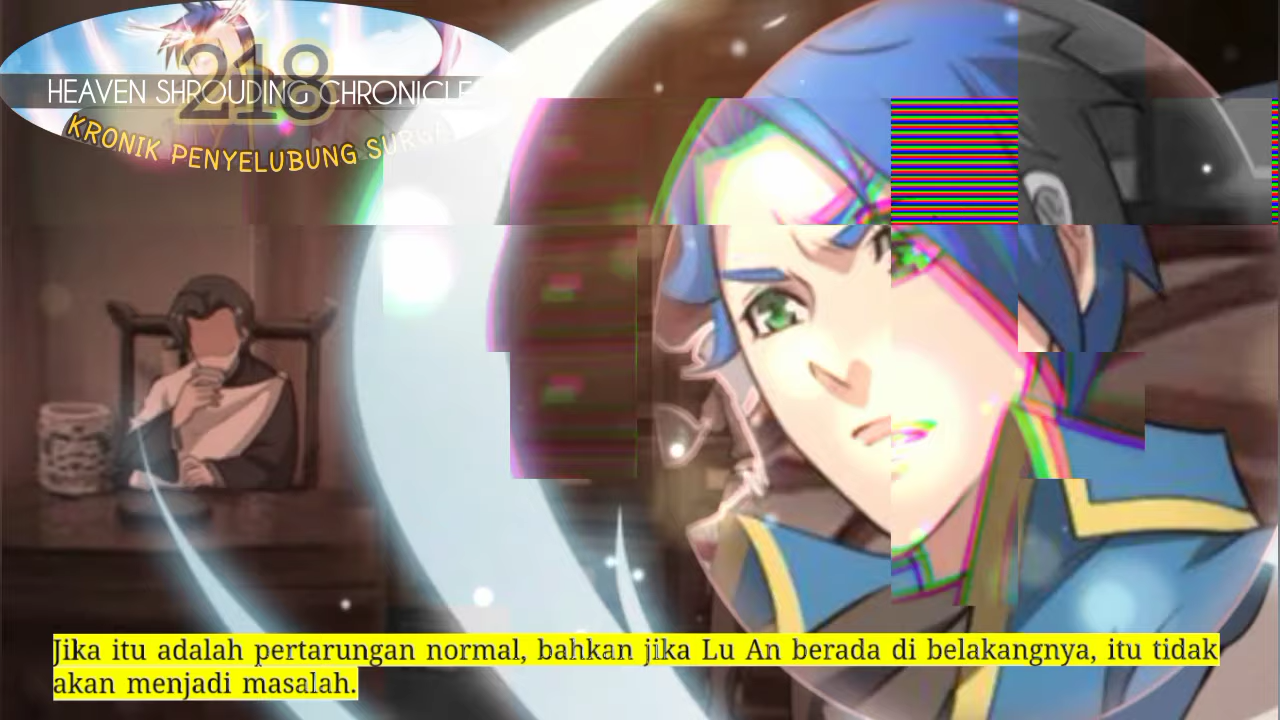 218
HEAVEN SHROUDING CHRONICLE
KRONIK PENYELUBUNG SURGA
Jika itu adalah pertarungan normal, bahkan jika Lu An berada di belakangnya, itu tidak
akan menjadi masalah.